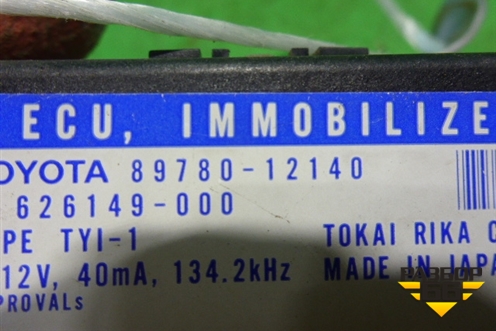 ECU, IMMOBILIZE
OYOTA 89780-12140
626149-000
PE TYI-1
TOKAI RIKA C
12V, 40mA, 134.2kHz
MADE IN JAPA
PROVALs
РАЗБОР